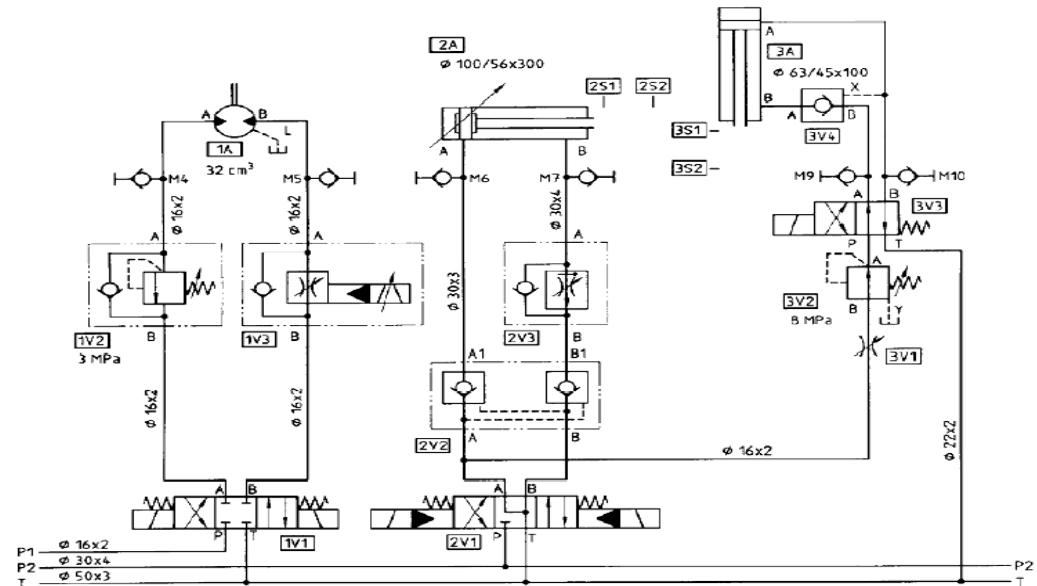 A
3A
ø 63/45x100
X
B
A
B
3V4
3S1
3S2
2A
ø 100/56x300
2S1
2S2
A
B
A
B
L
1A
32 cm³
M4
M5
M6
M7
M9
M10
ø 16x2
ø 16x2
ø 30x3
ø 30x4
A
B
3V3
P
T
A
A
A
1V2
3 MPa
B
1V3
B
2V3
B
3V2
8 MPa
A
B
Y
3V1
A1
B1
ø 16x2
ø 16x2
2V2
A
B
ø 16x2
ø 22x2
A
B
P
T
1V1
A
B
2V1
P
T
P1
ø 16x2
P2
ø 30x4
P2
T
ø 50x3
T